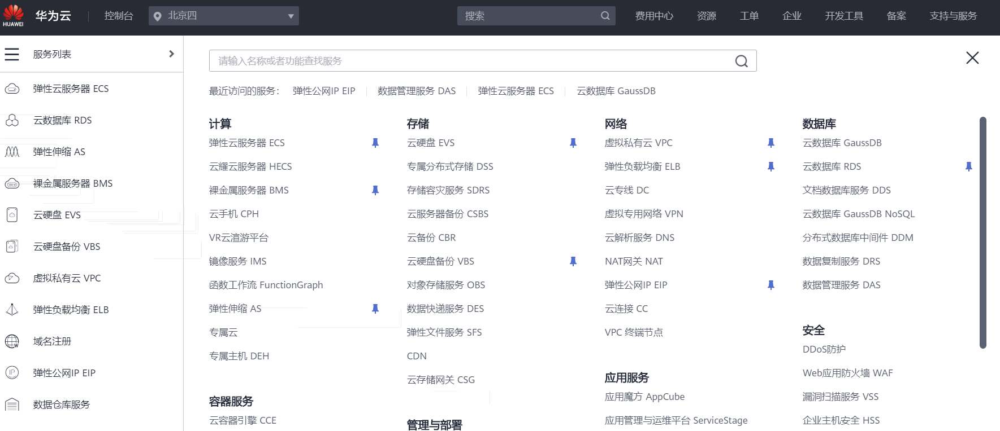 HUAWEI
华为云
控制台
北京四
搜索
费用中心
资源
工单
企业
开发工具
备案
支持与服务
服务列表
弹性云服务器 ECS
云数据库 RDS
弹性伸缩 AS
裸金属服务器 BMS
云硬盘 EVS
云硬盘备份 VBS
虚拟私有云 VPC
弹性负载均衡 ELB
域名注册
弹性公网IP EIP
数据仓库服务
请输入名称或者功能查找服务
最近访问的服务： 弹性公网IP EIP 数据管理服务 DAS 弹性云服务器 ECS 云数据库 GaussDB
计算
弹性云服务器 ECS
云耀云服务器 HECS
裸金属服务器 BMS
云手机 CPH
VR云渲游平台
镜像服务 IMS
函数工作流 FunctionGraph
弹性伸缩 AS
专属云
专属主机 DEH
容器服务
云容器引擎 CCE
存储
云硬盘 EVS
专属分布式存储 DSS
存储容灾服务 SDRS
云服务器备份 CSBS
云备份 CBR
云硬盘备份 VBS
对象存储服务 OBS
数据快递服务 DES
弹性文件服务 SFS
CDN
云存储网关 CSG
管理与部署
网络
虚拟私有云 VPC
弹性负载均衡 ELB
云专线 DC
虚拟专用网络 VPN
云解析服务 DNS
NAT网关 NAT
弹性公网IP EIP
云连接 CC
VPC 终端节点
应用服务
应用魔方 AppCube
应用管理与运维平台 ServiceStage
数据库
云数据库 GaussDB
云数据库 RDS
文档数据库服务 DDS
云数据库 GaussDB NoSQL
分布式数据库中间件 DDM
数据复制服务 DRS
数据管理服务 DAS
安全
DDoS防护
Web应用防火墙 WAF
漏洞扫描服务 VSS
企业主机安全 HSS